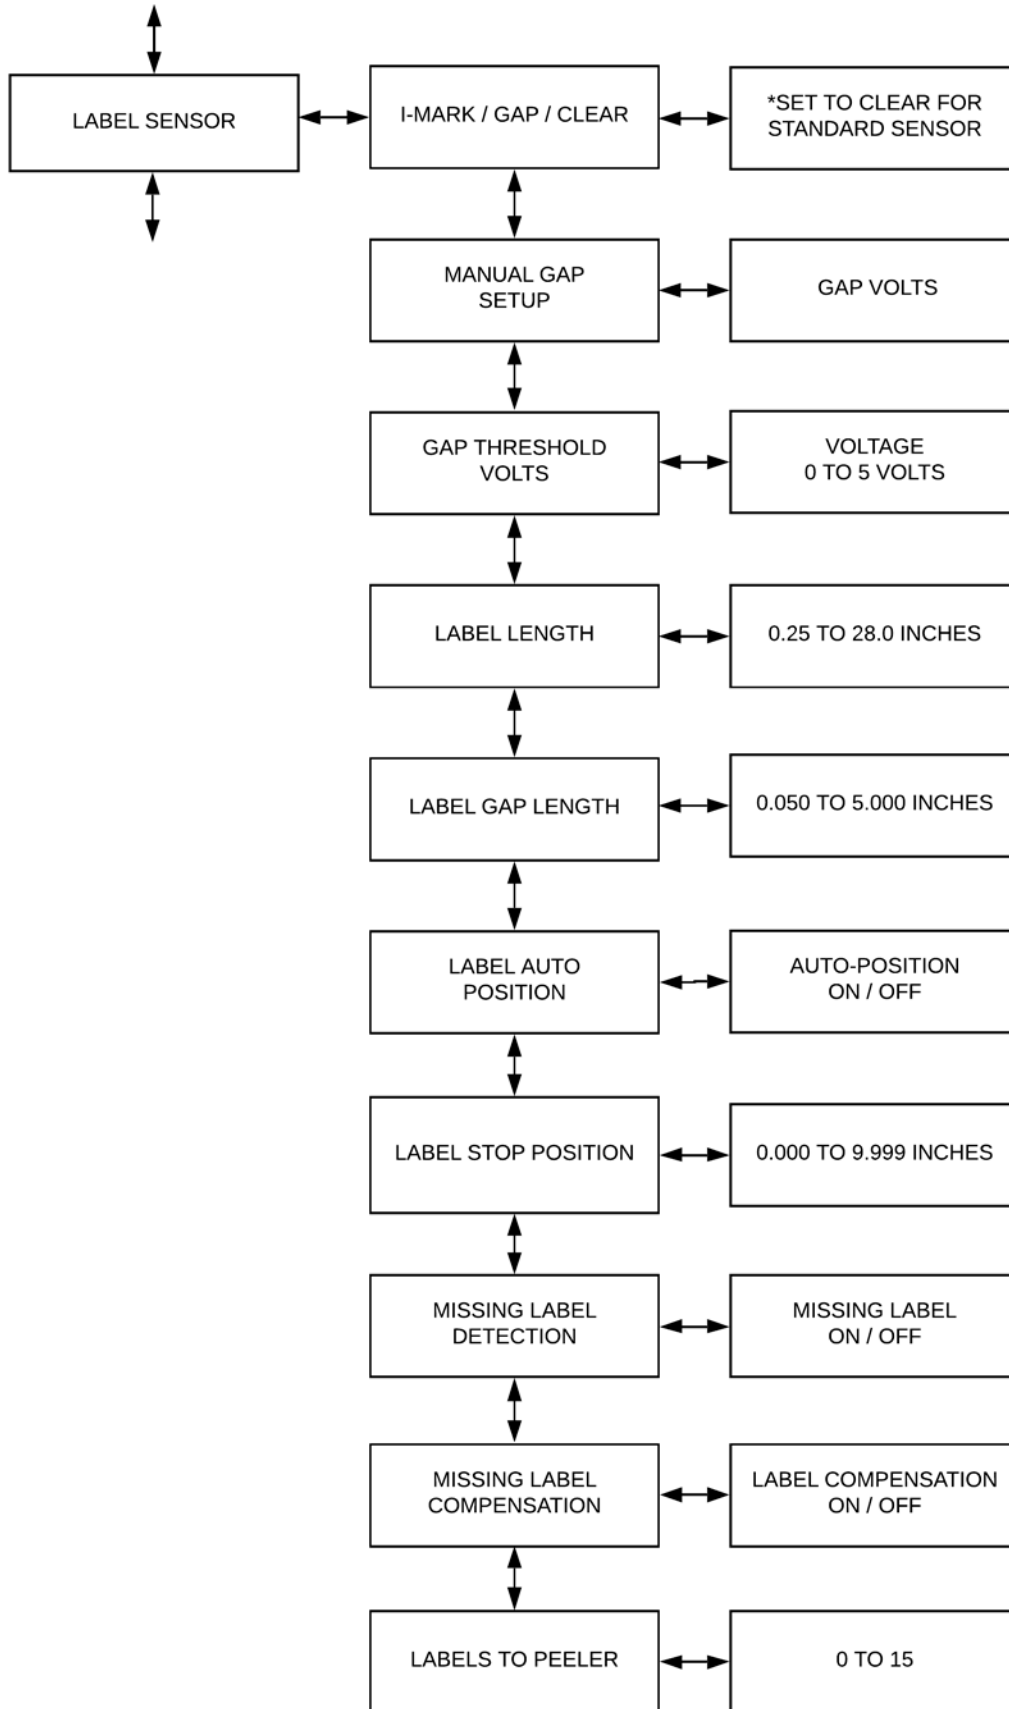 LABEL SENSOR
I-MARK / GAP / CLEAR
*SET TO CLEAR FOR
STANDARD SENSOR
MANUAL GAP
SETUP
GAP VOLTS
GAP THRESHOLD
VOLTS
VOLTAGE
0 TO 5 VOLTS
LABEL LENGTH
0.25 TO 28.0 INCHES
LABEL GAP LENGTH
0.050 TO 5.000 INCHES
LABEL AUTO
POSITION
AUTO-POSITION
ON / OFF
LABEL STOP POSITION
0.000 TO 9.999 INCHES
MISSING LABEL
DETECTION
MISSING LABEL
ON / OFF
MISSING LABEL
COMPENSATION
LABEL COMPENSATION
ON / OFF
LABELS TO PEELER
0 TO 15